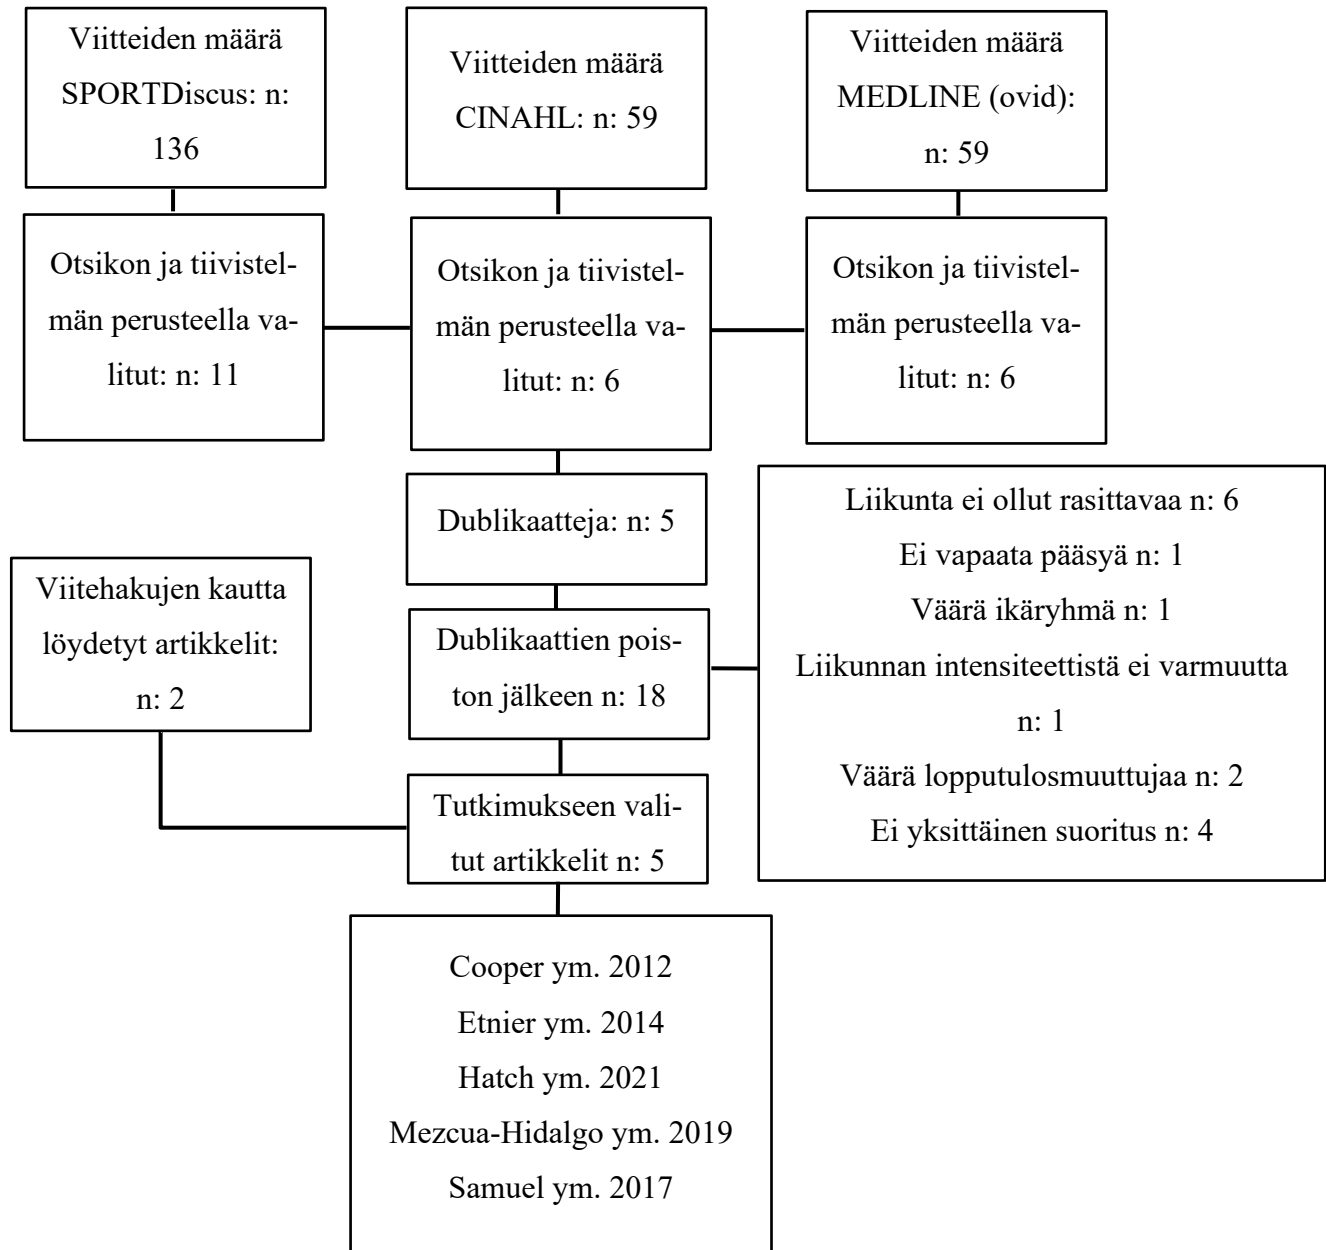 Viitteiden määrä
SPORTDiscus: n:
136
Viitteiden määrä
CINAHL: n: 59
Viitteiden määrä
MEDLINE (ovid):
n: 59
Otsikon ja tiivistel-
män perusteella va-
litut: n: 11
Otsikon ja tiivistel-
män perusteella va-
litut: n: 6
Otsikon ja tiivistel-
män perusteella va-
litut: n: 6
Dublikaatteja: n: 5
Liikunta ei ollut rasittavaa n: 6
Ei vapaata pääsyä n: 1
Väärä ikäryhmä n: 1
Liikunnan intensiteettistä ei varmuutta
n: 1
Väärä lopputulosmuuttujaa n: 2
Ei yksittäinen suoritus n: 4
Viitehakujen kautta
löydetyt artikkelit:
n: 2
Dublikaattien pois-
ton jälkeen n: 18
Tutkimukseen vali-
tut artikkelit n: 5
Cooper ym. 2012
Etnier ym. 2014
Hatch ym. 2021
Mezcua-Hidalgo ym. 2019
Samuel ym. 2017